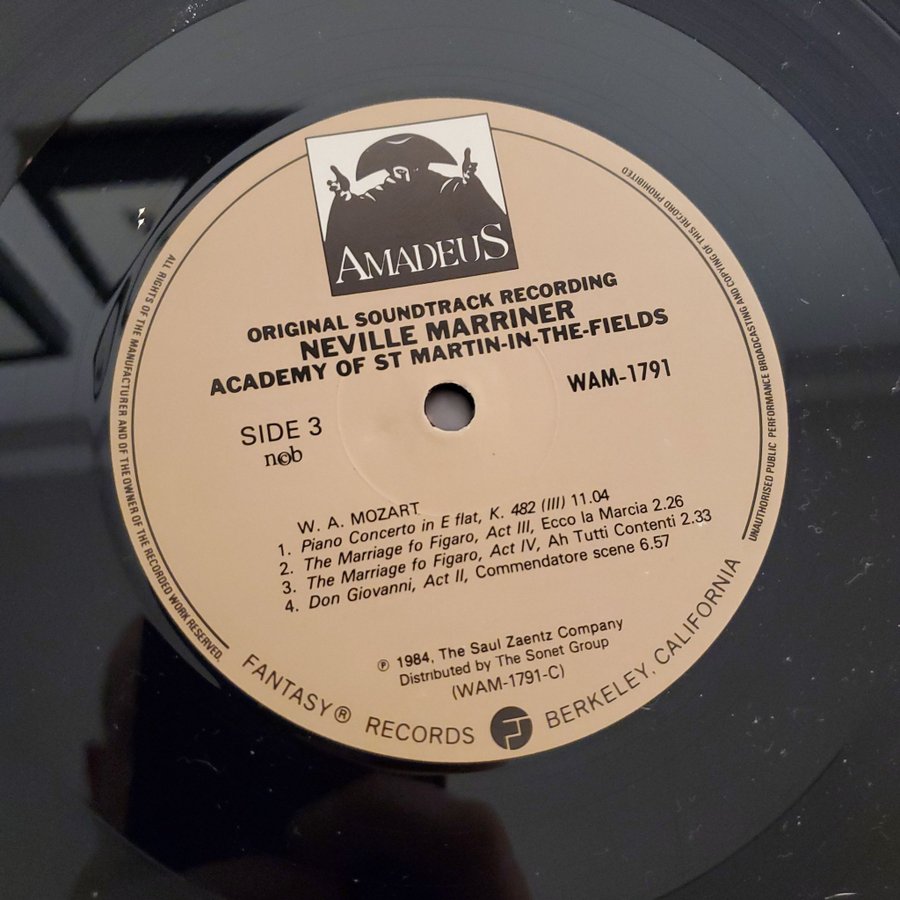 AMADEUS
ORIGINAL SOUNDTRACK RECORDING
NEVILLE MARRINER
ACADEMY OF ST MARTIN-IN-THE-FIELDS
WAM-1791
SIDE 3
n©b
W. A. MOZART
1. Piano Concerto in E flat, K. 482 (III) 11.04
2. The Marriage fo Figaro, Act III, Ecco la Marcia 2.26
3. The Marriage fo Figaro, Act IV, Ah Tutti Contenti 2.33
4. Don Giovanni, Act II, Commendatore scene 6.57
℗ 1984, The Saul Zaentz Company
Distributed by The Sonet Group
(WAM-1791-C)
FANTASY® RECORDS BERKELEY, CALIFORNIA
ALL RIGHTS OF THE MANUFACTURER AND OF THE OWNER OF THE RECORDED WORK RESERVED.
UNAUTHORISED PUBLIC PERFORMANCE BROADCASTING AND COPYING OF THIS RECORD PROHIBITED